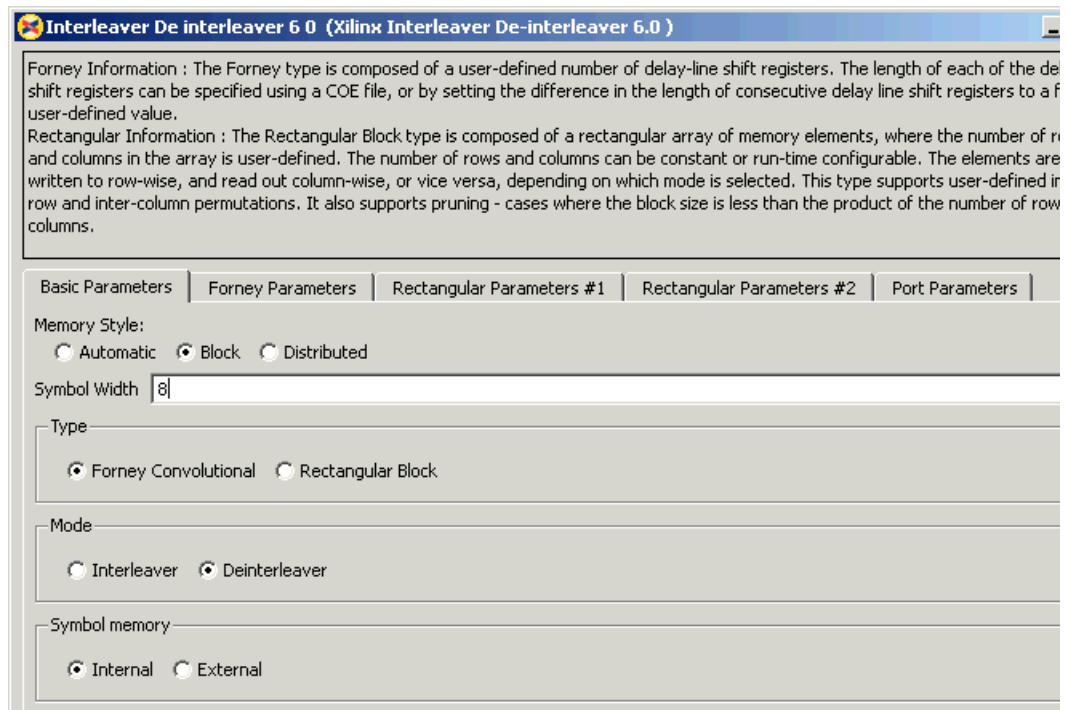 Interleaver De interleaver 6 0 (Xilinx Interleaver De-interleaver 6.0 )
Forney Information : The Forney type is composed of a user-defined number of delay-line shift registers. The length of each of the
shift registers can be specified using a COE file, or by setting the difference in the length of consecutive delay line shift registers to a
user-defined value.
Rectangular Information : The Rectangular Block type is composed of a rectangular array of memory elements, where the number of
and columns in the array is user-defined. The number of rows and columns can be constant or run-time configurable. The elements are
written to row-wise, and read out column-wise, or vice versa, depending on which mode is selected. This type supports user-defined
row and inter-column permutations. It also supports pruning - cases where the block size is less than the product of the number of row
columns.
Basic Parameters Forney Parameters Rectangular Parameters #1 Rectangular Parameters #2 Port Parameters
Memory Style:
Automatic Block Distributed
Symbol Width 8
Type
Forney Convolutional Rectangular Block
Mode
Interleaver Deinterleaver
Symbol memory
Internal External